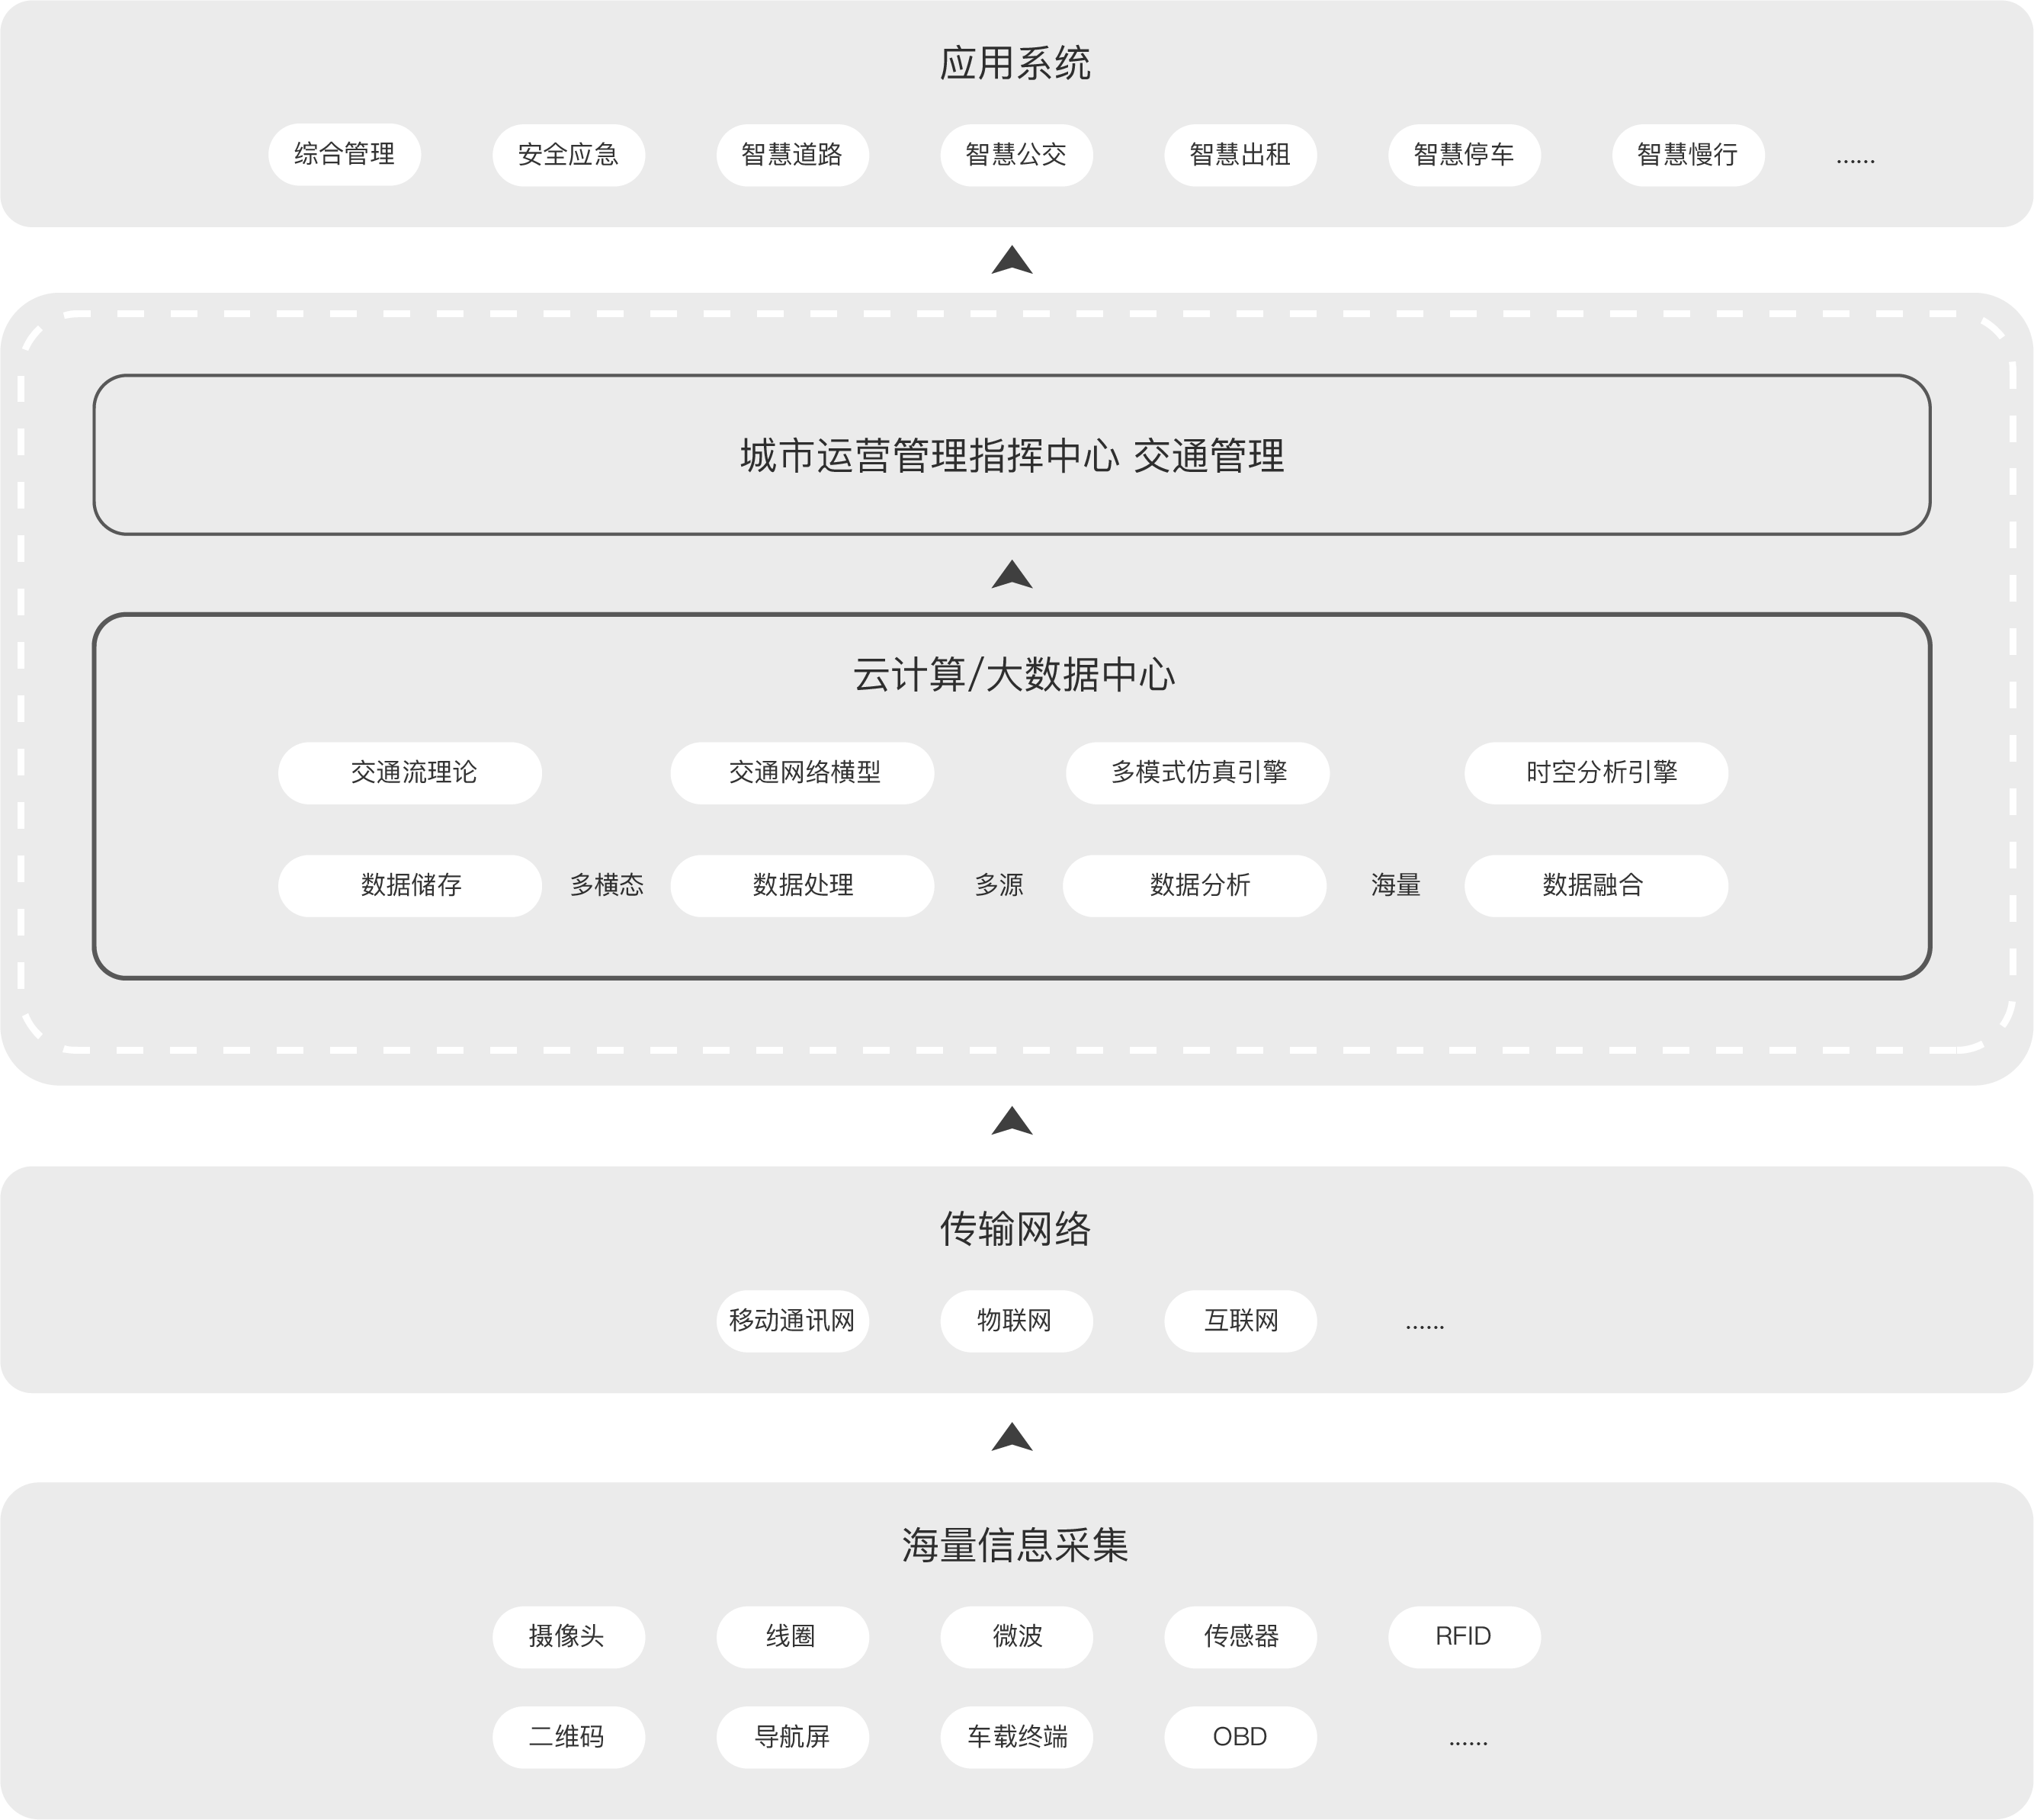 应用系统
综合管理 安全应急 智慧道路 智慧公交 智慧出租 智慧停车 智慧慢行 ······
城市运营管理指挥中心 交通管理
云计算/大数据中心
交通流理论 交通网络横型 多模式仿真引擎 时空分析引擎
数据储存 多横态 数据处理 多源 数据分析 海量 数据融合
传输网络
移动通讯网 物联网 互联网 ······
海量信息采集
摄像头 线圈 微波 传感器 RFID
二维码 导航屏 车载终端 OBD ······